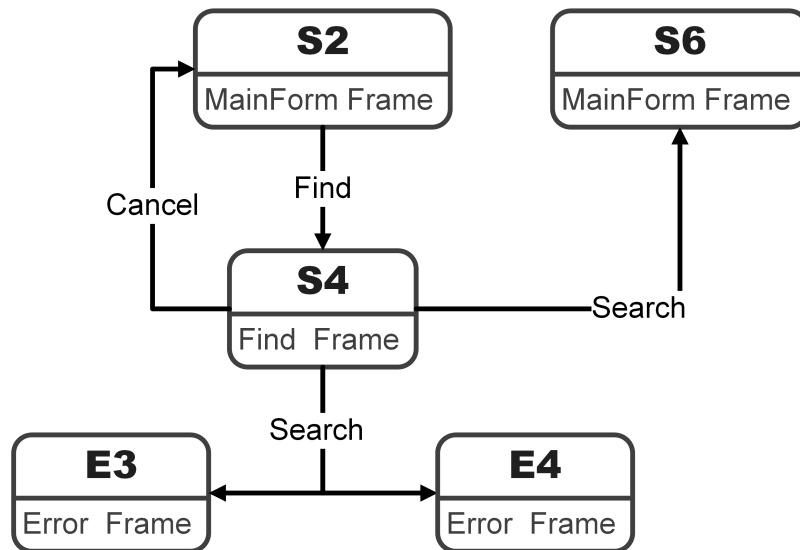 S2
MainForm Frame
S6
MainForm Frame
Cancel
Find
S4
Find Frame
Search
Search
E3
Error Frame
E4
Error Frame